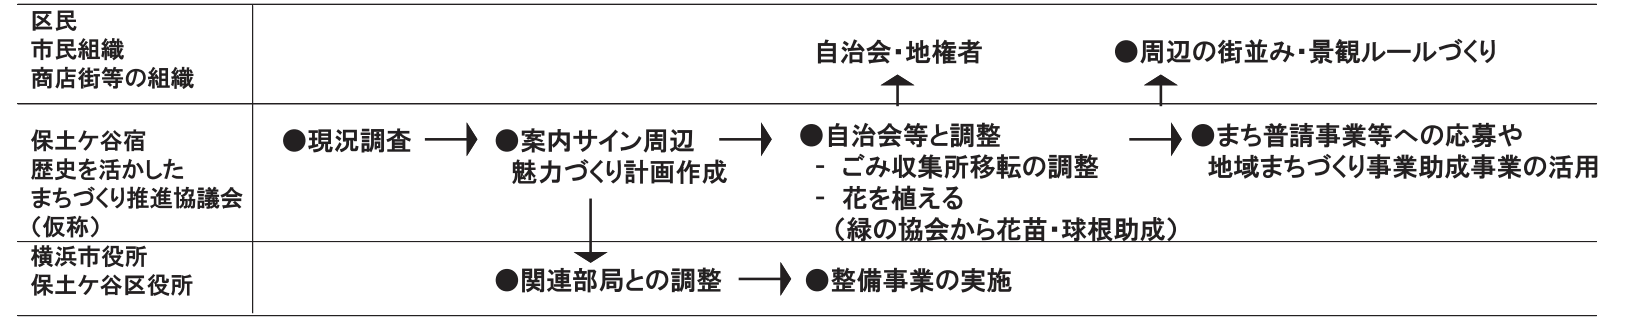 区民
市民組織
商店街等の組織
自治会・地権者
●周辺の街並み・景観ルールづくり
保土ケ谷宿
歴史を活かした
まちづくり推進協議会
（仮称）
●現況調査
●案内サイン周辺
魅力づくり計画作成
●自治会等と調整
- ごみ収集所移転の調整
- 花を植える
（緑の協会から花苗・球根助成）
●まち普請事業等への応募や
地域まちづくり事業助成事業の活用
横浜市役所
保土ケ谷区役所
●関連部局との調整
●整備事業の実施